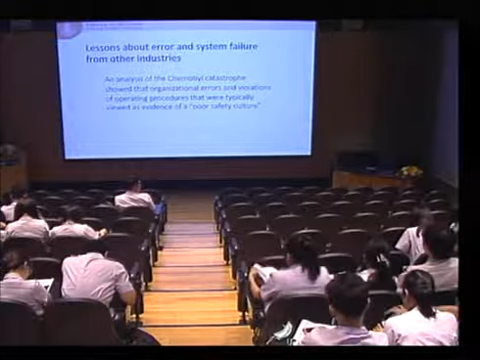 Lessons about error and system failure
from other industries
An analysis of the Chernobyl catastrophe
showed that organizational errors and violations
of operating procedures that were typically
viewed as evidence of a "poor safety culture"